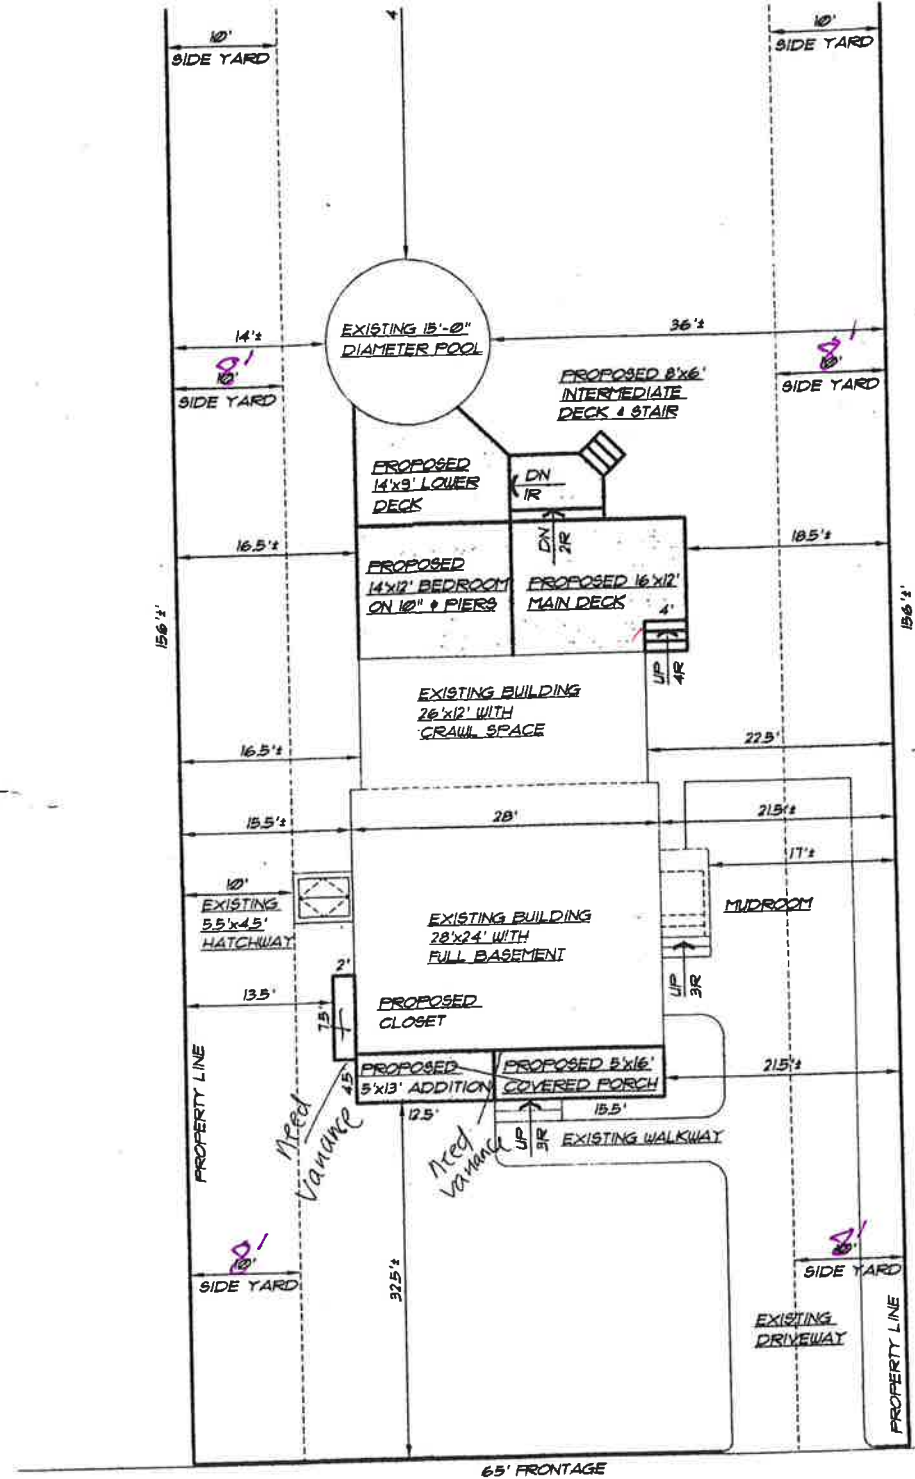 10'
SIDE YARD
10'
SIDE YARD
4
EXISTING 15'-0"
DIAMETER POOL
14'±
36'±
8'
10'
SIDE YARD
8'
10'
SIDE YARD
PROPOSED 8'x6'
INTERMEDIATE
DECK & STAIR
PROPOSED
14'x9' LOWER
DECK
DN
1R
DN
2R
16.5'±
18.5'±
156'±
156'±
PROPOSED
14'x12' BEDROOM
ON 10" ф PIERS
PROPOSED 16'x12'
MAIN DECK
4'
UP
4R
EXISTING BUILDING
26'x12' WITH
CRAWL SPACE
16.5'±
22.5'
15.5'±
28'
21.5'±
17'±
10'
EXISTING
5.5'x4.5'
HATCHWAY
MUDROOM
EXISTING BUILDING
28'x24' WITH
FULL BASEMENT
UP
3R
2'
13.5'
7.5'
PROPOSED
CLOSET
PROPERTY LINE
4.5'
PROPOSED
5'x13' ADDITION
PROPOSED 5'x16'
COVERED PORCH
21.5'±
12.5'
15.5'
UP
3R
EXISTING WALKWAY
need
variance
need
variance
32.5'±
8'
10'
SIDE YARD
8'
10'
SIDE YARD
EXISTING
DRIVEWAY
PROPERTY LINE
65' FRONTAGE